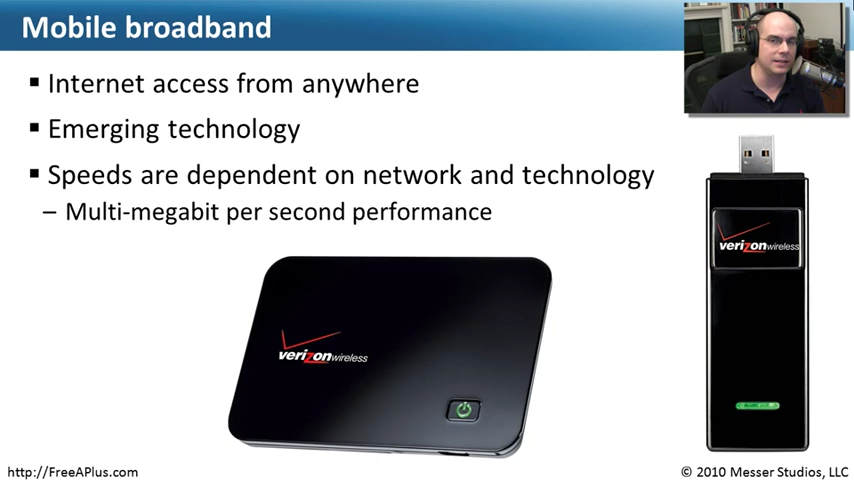 Mobile broadband
▪ Internet access from anywhere
▪ Emerging technology
▪ Speeds are dependent on network and technology
– Multi-megabit per second performance
verizonwireless
verizonwireless
http://FreeAPlus.com
© 2010 Messer Studios, LLC